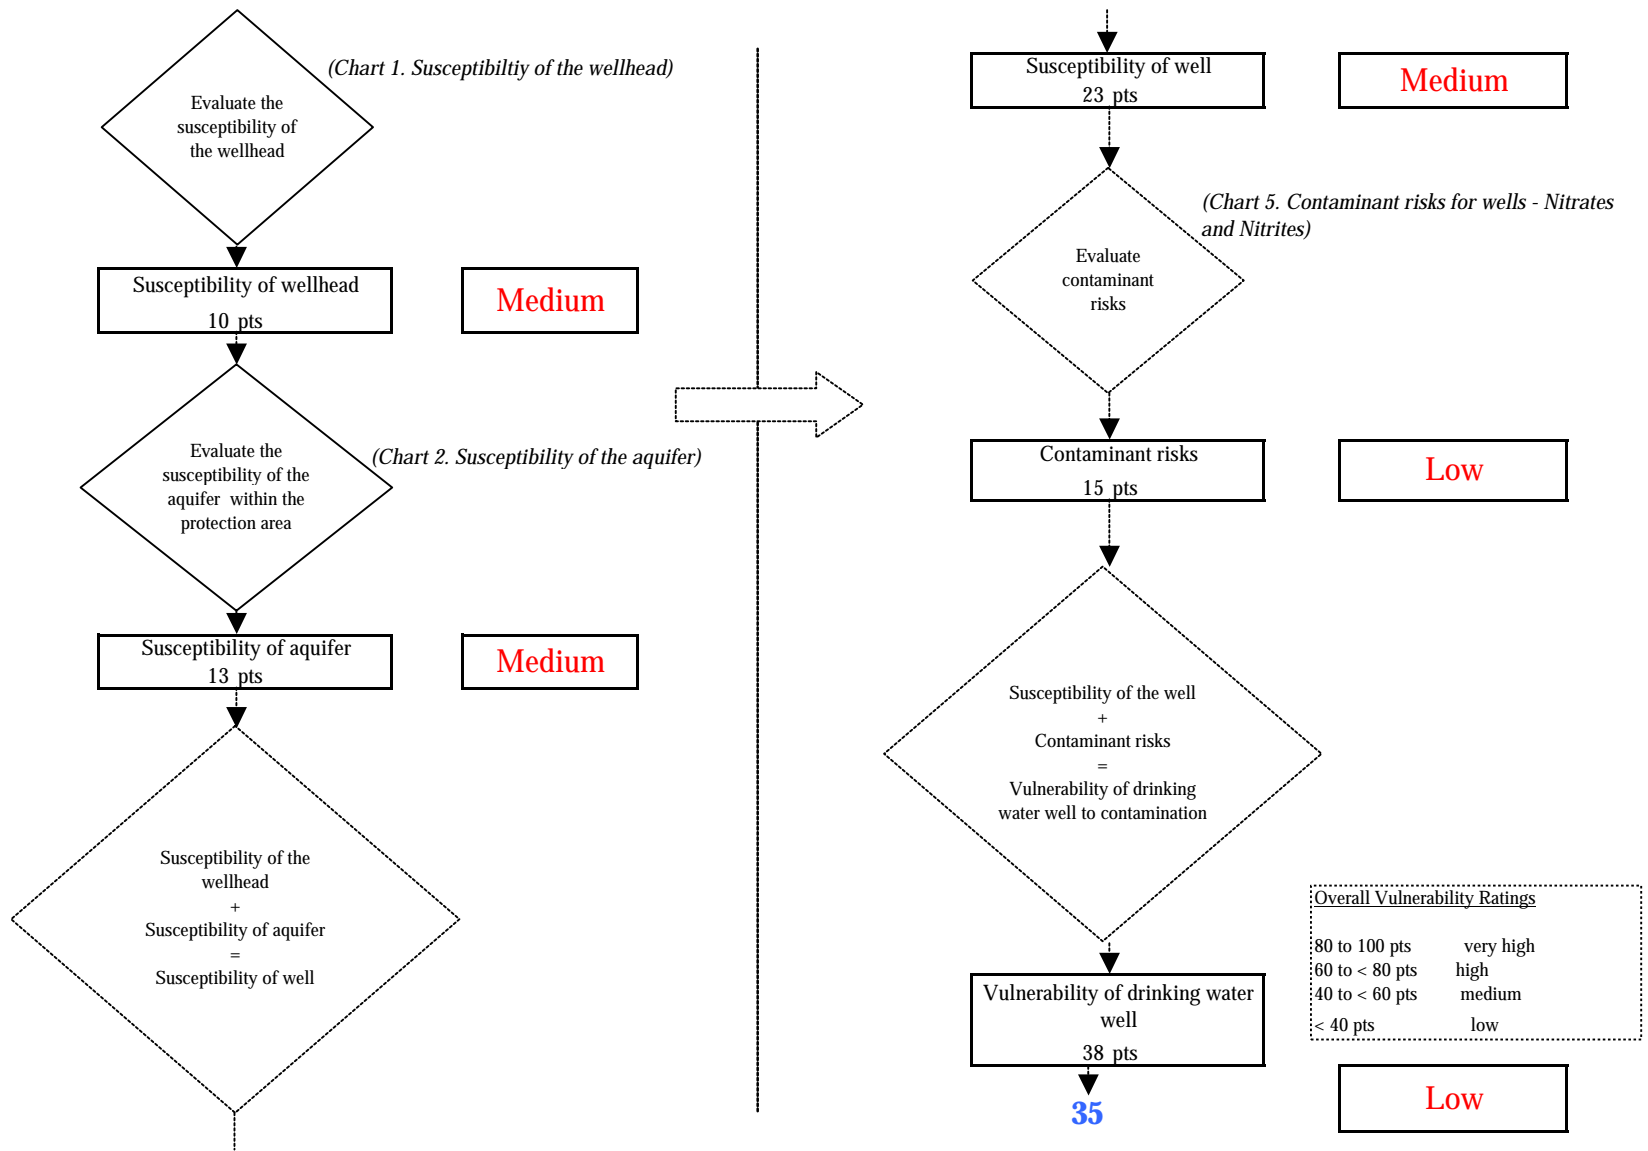 (Chart 1. Susceptibiltiy of the wellhead)
Evaluate the
susceptibility of
the wellhead
Susceptibility of wellhead
10 pts
Medium
(Chart 2. Susceptibility of the aquifer)
Evaluate the
susceptibility of the
aquifer within the
protection area
Susceptibility of aquifer
13 pts
Medium
Susceptibility of the
wellhead
+
Susceptibility of aquifer
=
Susceptibility of well
Susceptibility of well
23 pts
Medium
(Chart 5. Contaminant risks for wells - Nitrates
and Nitrites)
Evaluate
contaminant
risks
Contaminant risks
15 pts
Low
Susceptibility of the well
+
Contaminant risks
=
Vulnerability of drinking
water well to contamination
Overall Vulnerability Ratings
80 to 100 pts very high
60 to < 80 pts high
40 to < 60 pts medium
< 40 pts low
Vulnerability of drinking water
well
38 pts
35
Low